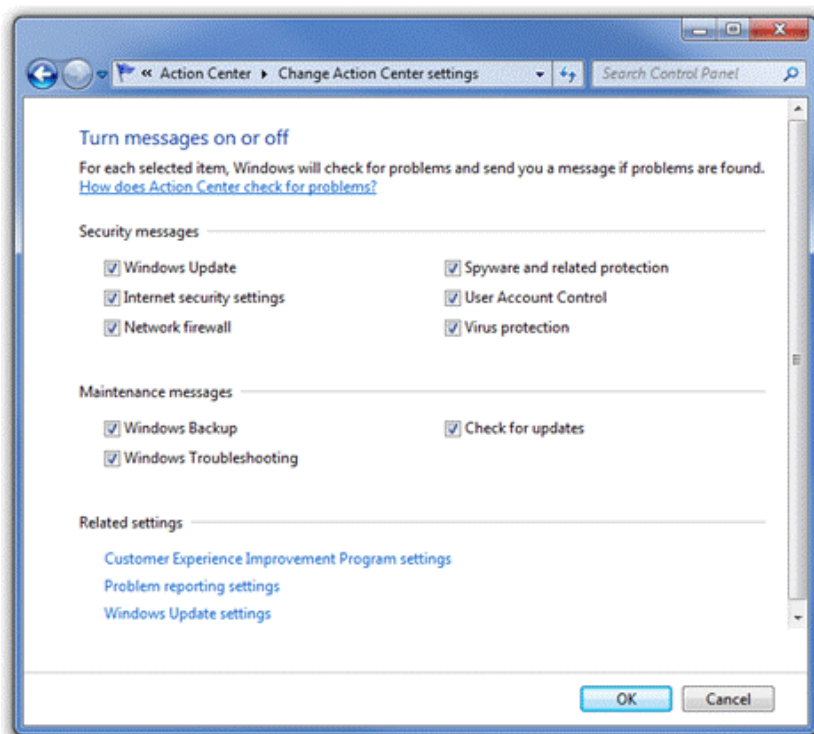 « Action Center ▸ Change Action Center settings
Search Control Panel
Turn messages on or off
For each selected item, Windows will check for problems and send you a message if problems are found.
How does Action Center check for problems?
Security messages
Windows Update
Spyware and related protection
Internet security settings
User Account Control
Network firewall
Virus protection
Maintenance messages
Windows Backup
Check for updates
Windows Troubleshooting
Related settings
Customer Experience Improvement Program settings
Problem reporting settings
Windows Update settings
OK
Cancel